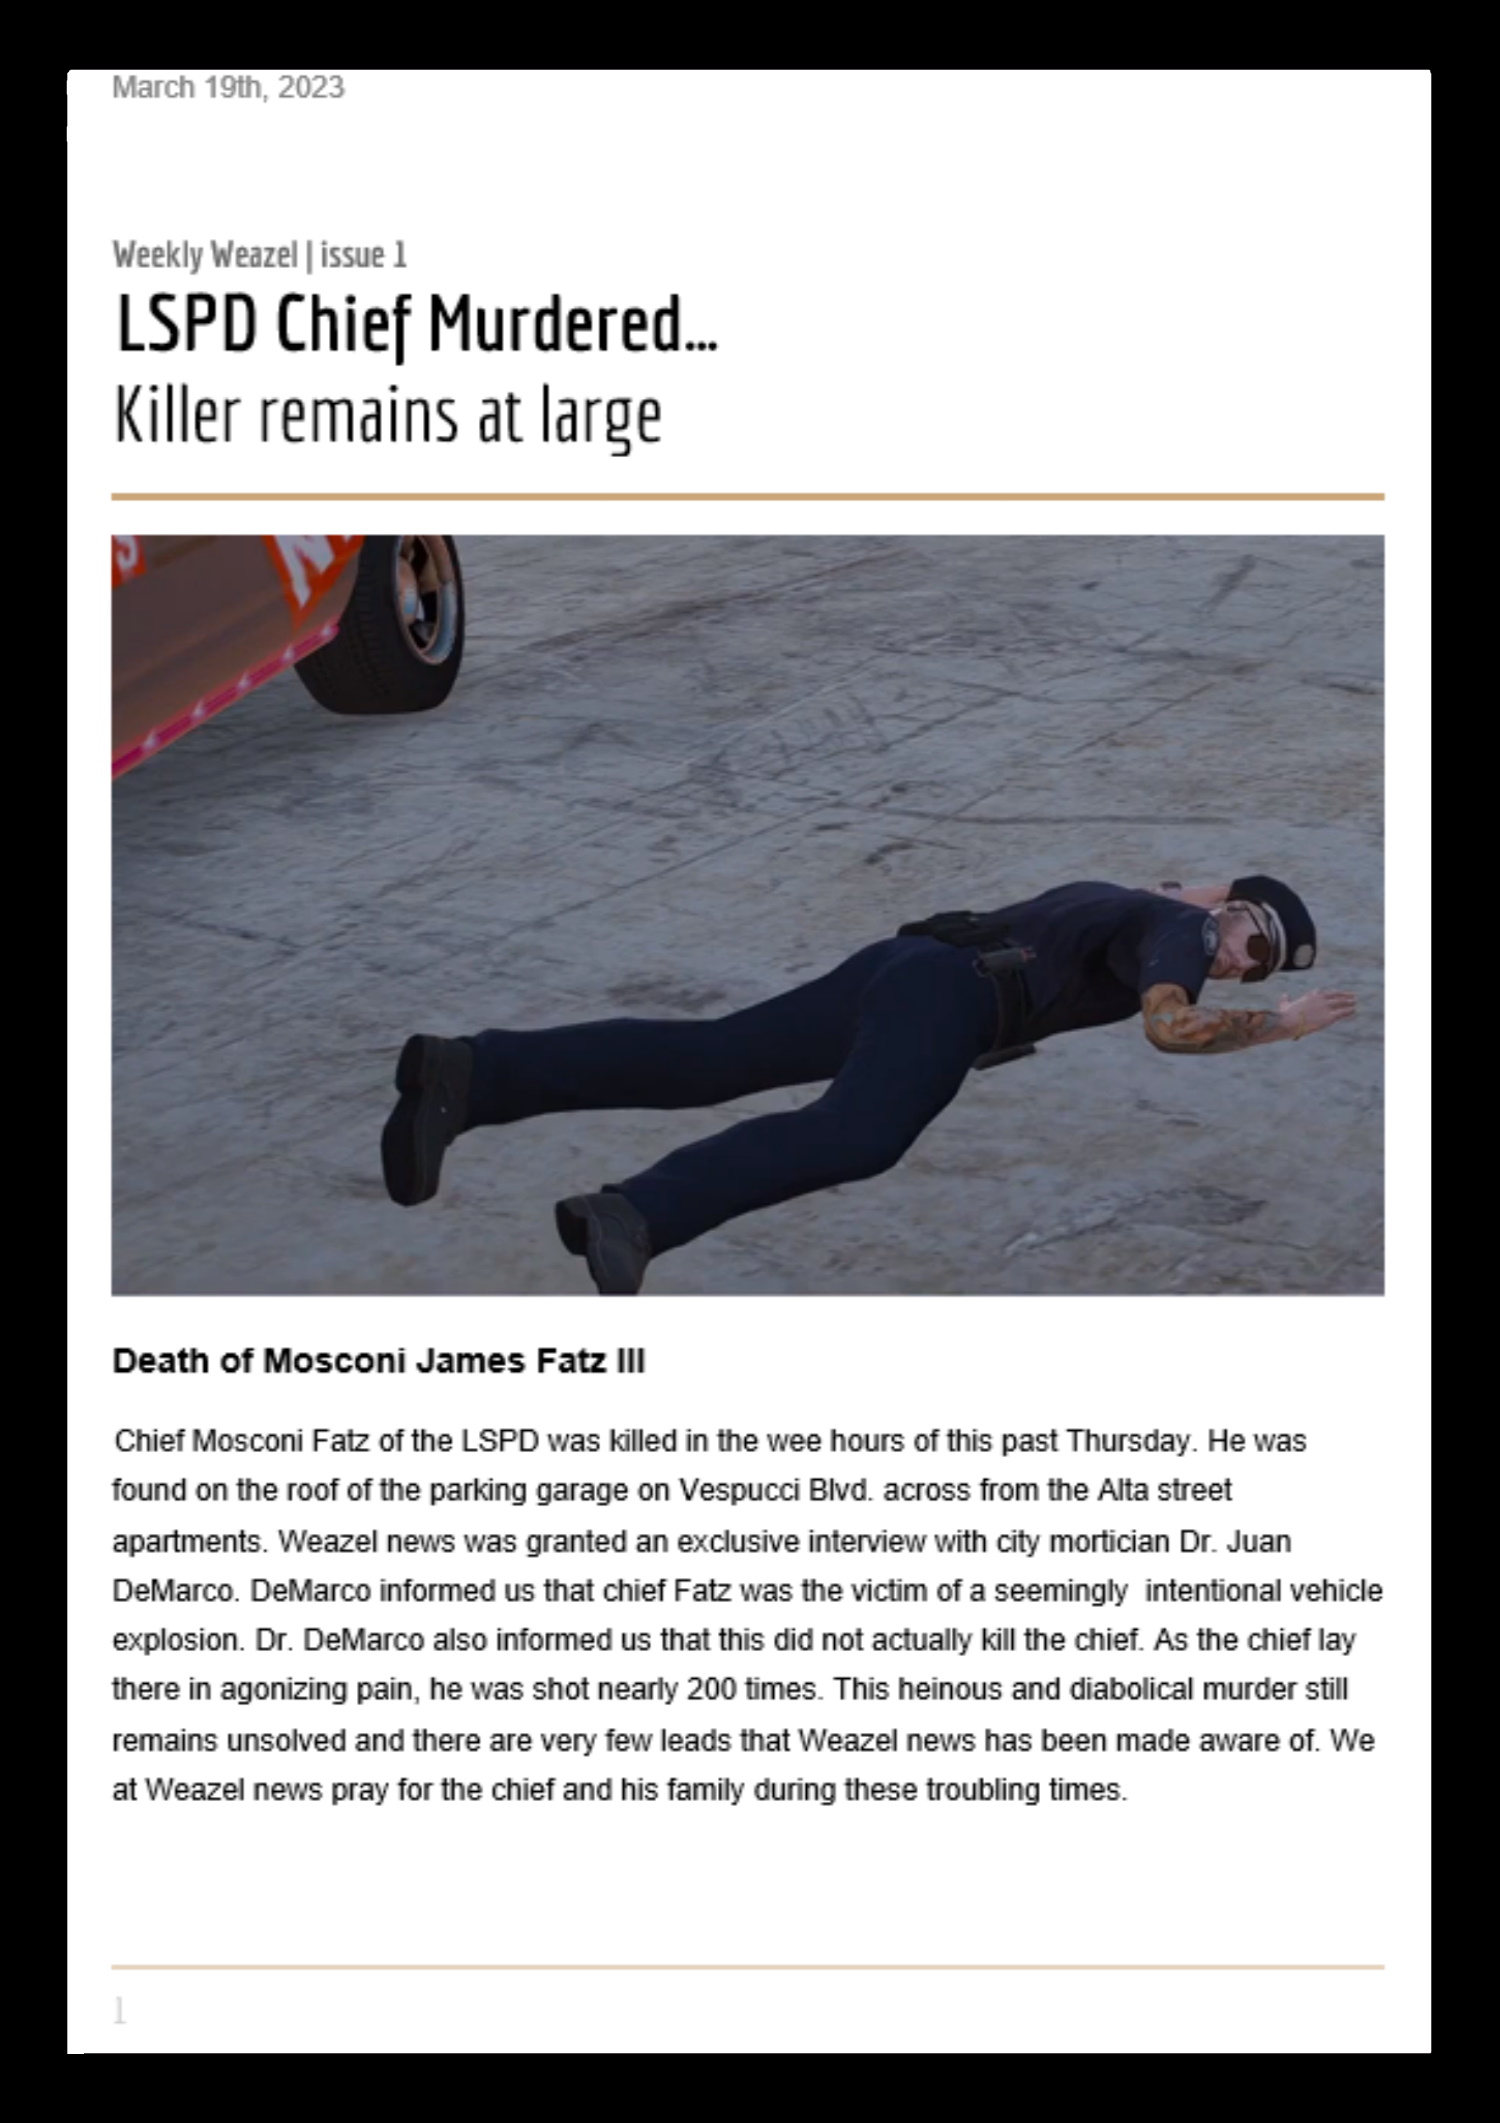 March 19th, 2023
Weekly Weazel | issue 1
LSPD Chief Murdered...
Killer remains at large
Death of Mosconi James Fatz III
Chief Mosconi Fatz of the LSPD was killed in the wee hours of this past Thursday. He was
found on the roof of the parking garage on Vespucci Blvd. across from the Alta street
apartments. Weazel news was granted an exclusive interview with city mortician Dr. Juan
DeMarco. DeMarco informed us that chief Fatz was the victim of a seemingly  intentional vehicle
explosion. Dr. DeMarco also informed us that this did not actually kill the chief. As the chief lay
there in agonizing pain, he was shot nearly 200 times. This heinous and diabolical murder still
remains unsolved and there are very few leads that Weazel news has been made aware of. We
at Weazel news pray for the chief and his family during these troubling times.
1